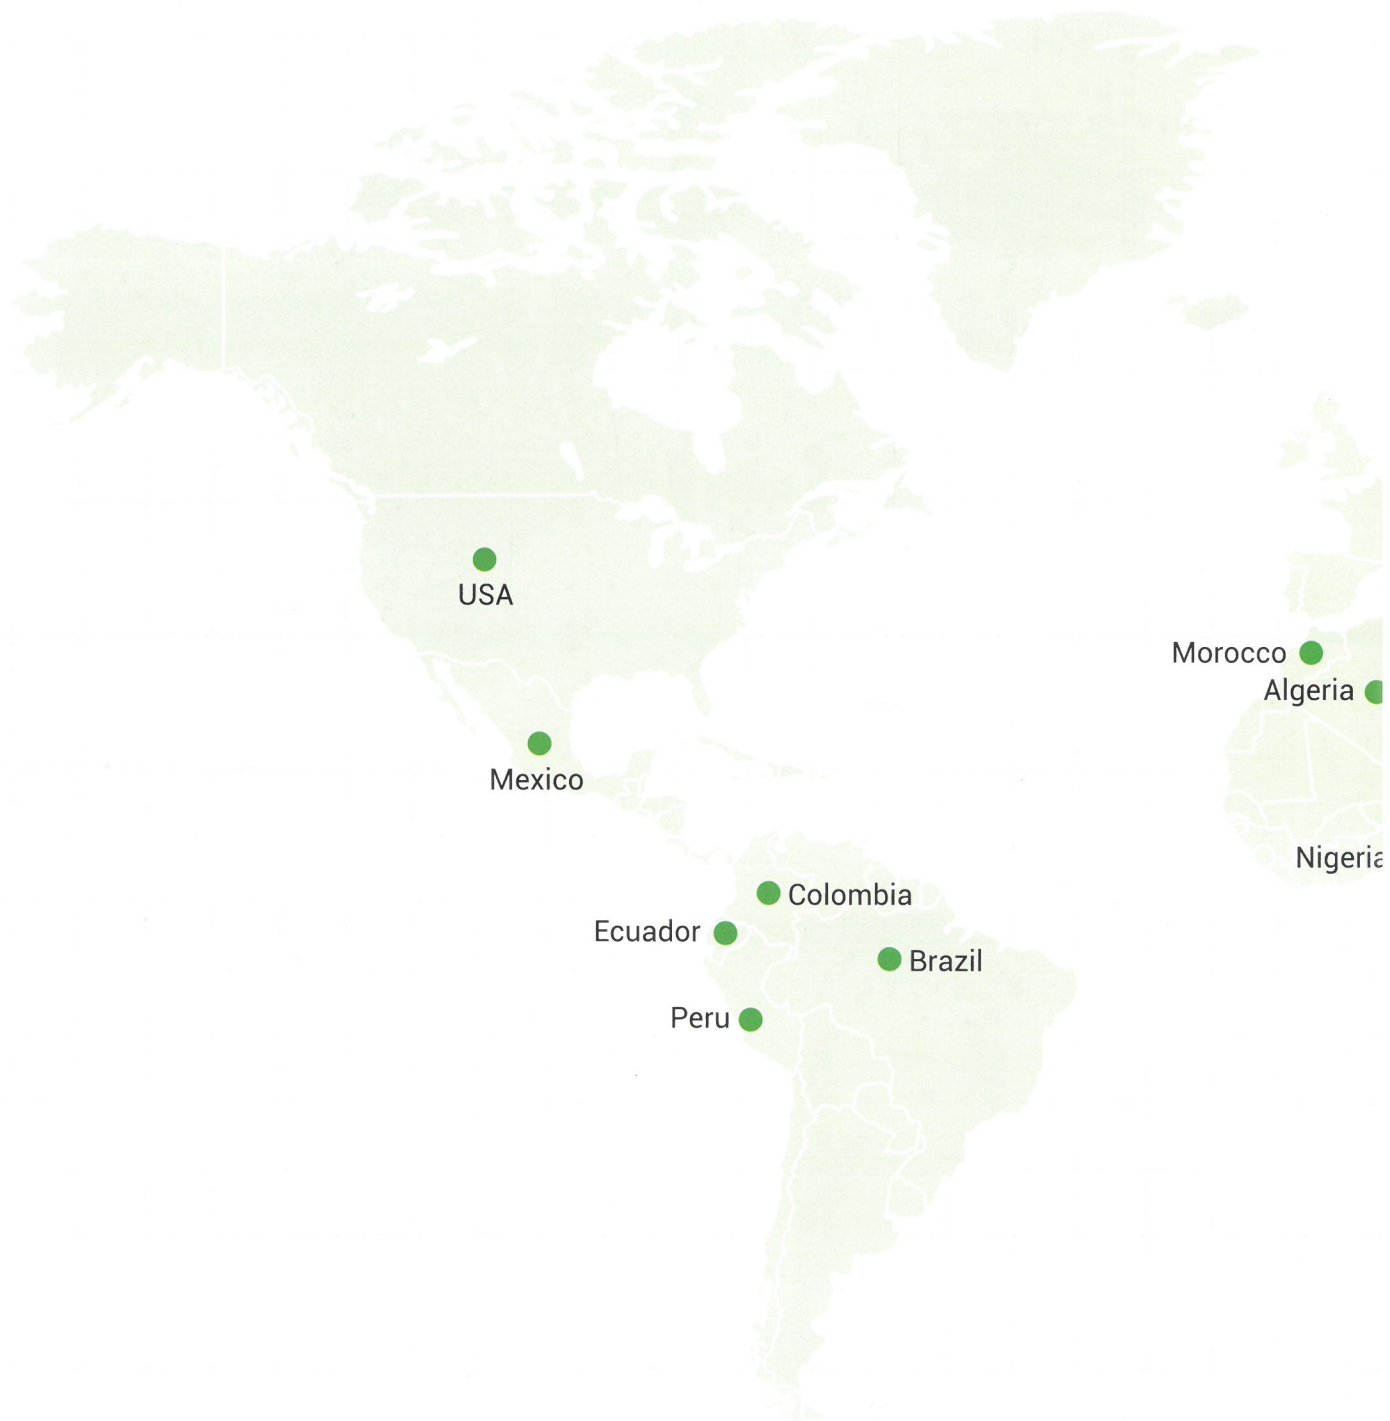 USA
Morocco
Algeria
Mexico
Nigeria
Colombia
Ecuador
Brazil
Peru